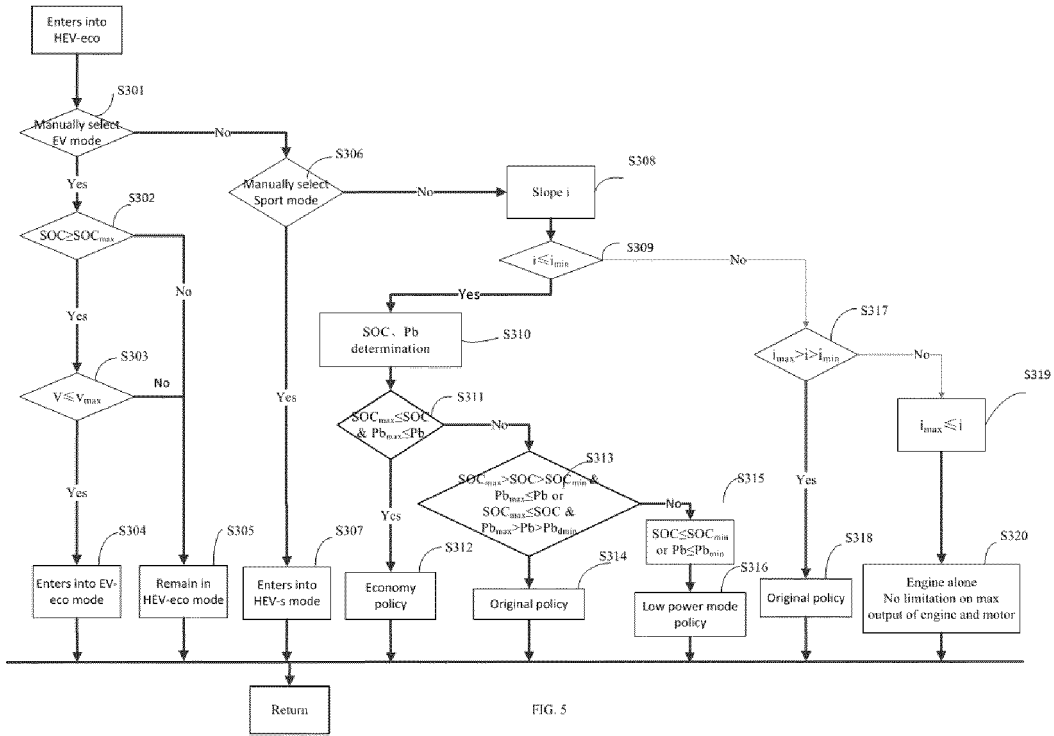 Enters into
HEV-eco
S301
Manually select
EV mode
No
Yes
S302
SOC≥SOCmax
No
Yes
S303
V≤Vmax
No
Yes
S304
Enters into EV-
eco mode
S305
Remain in
HEV-eco mode
S306
Manually select
Sport mode
No
Yes
S307
Enters into
HEV-s mode
S308
Slope i
S309
i≤imin
No
Yes
S310
SOC、Pb
determination
S311
SOCmax≤SOC
& Pbmax≤Pb
No
Yes
S312
Economy
policy
S313
SOCmax>SOC>SOCmin &
Pbmax≤Pb or
SOCmax≤SOC &
Pbmax>Pb>Pbdmin
No
S314
Original policy
S315
SOC≤SOCmin
or Pb≤Pbmin
S316
Low power mode
policy
S317
imax>i>imin
No
Yes
S318
Original policy
S319
imax≤i
S320
Engine alone
No limitation on max
output of engine and motor
Return
FIG. 5